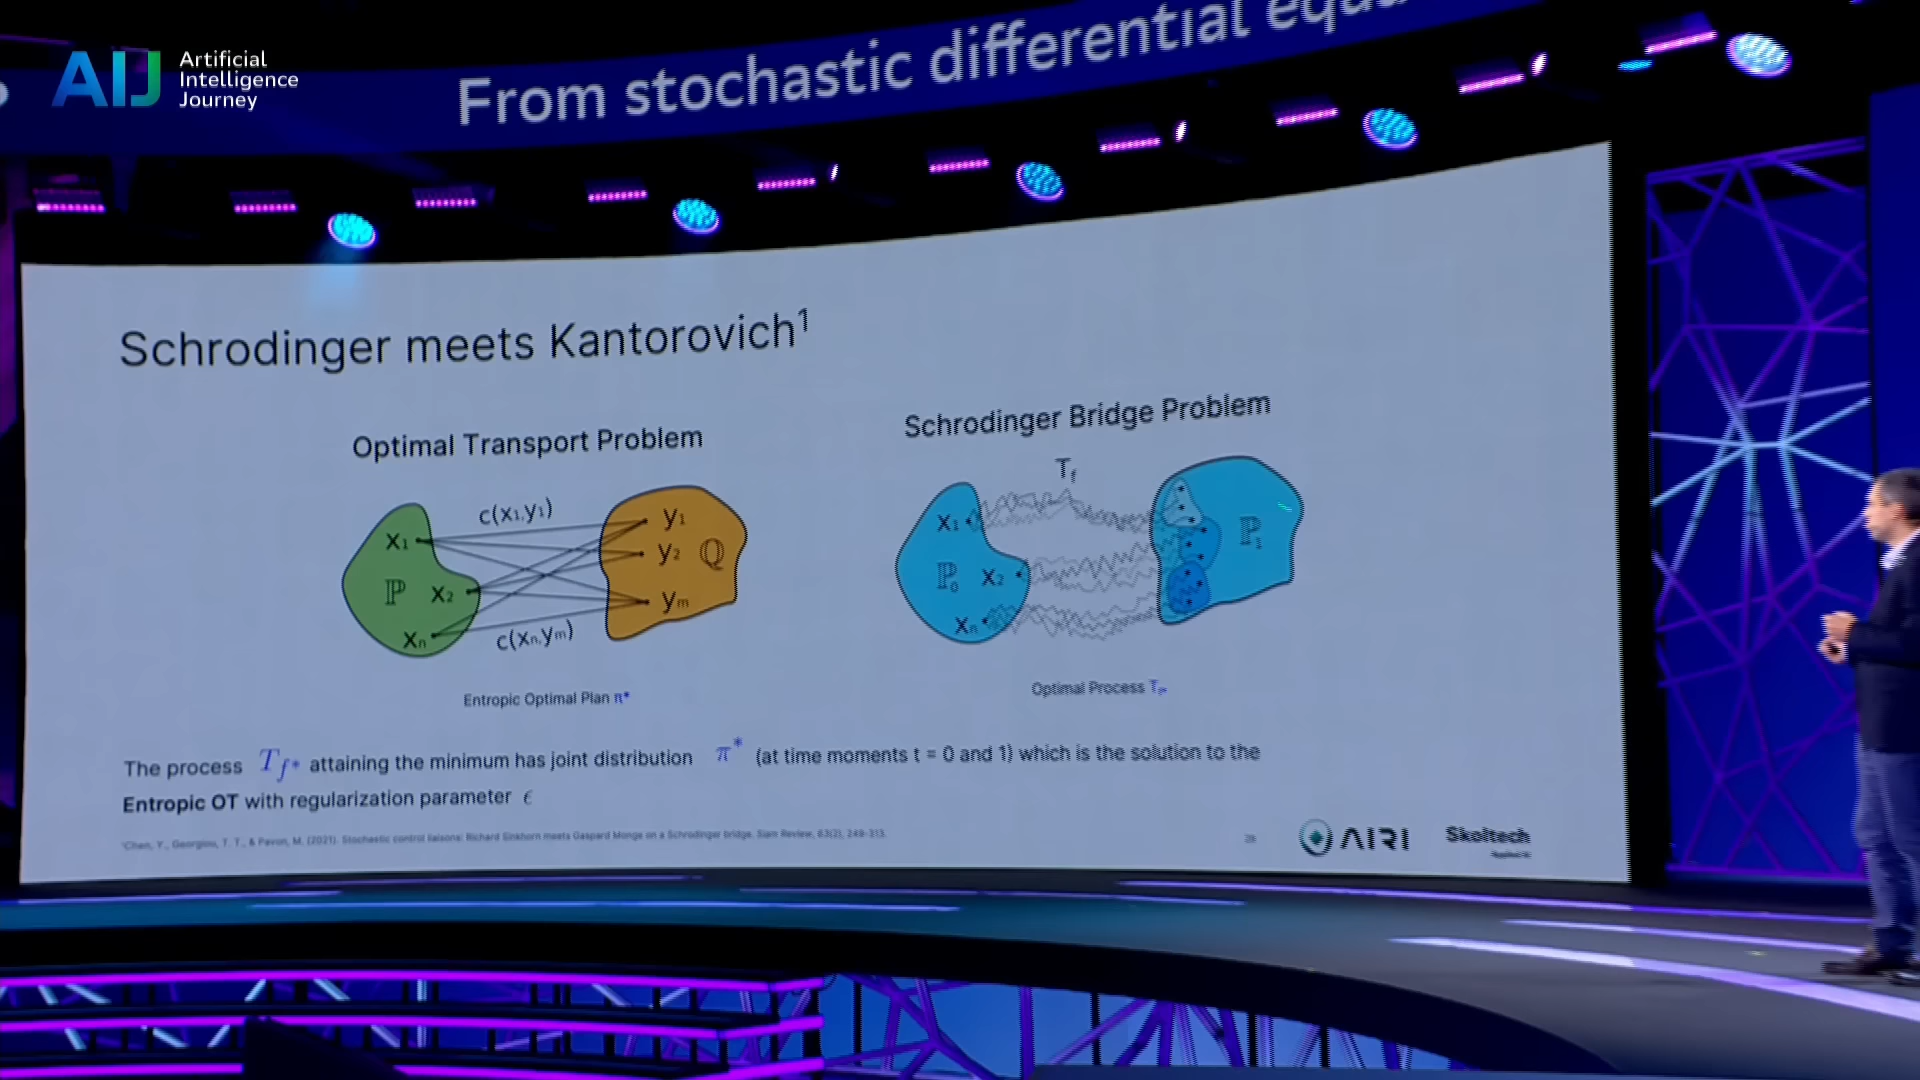 From stochastic differential equa
AIJ Artificial
Intelligence
Journey
Schrodinger meets Kantorovich¹
Optimal Transport Problem
Schrodinger Bridge Problem
c(x₁,y₁)
T_f
x₁
y₁
y₂
ℚ
ℙ
x₂
yₘ
xₙ
c(xₙ,yₘ)
x₁
ℙ₀
x₂
xₙ
ℙ₁
Entropic Optimal Plan π*
Optimal Process T_f*
The process T_f* attaining the minimum has joint distribution π* (at time moments t = 0 and 1) which is the solution to the
Entropic OT with regularization parameter ϵ
¹Chen, Y., Georgiou, T. T., & Pavon, M. (2021). Stochastic control liaisons: Richard Sinkhorn meets Gaspard Monge on a Schrodinger bridge. Siam Review, 63(2), 249-313.
AIRI
Skoltech